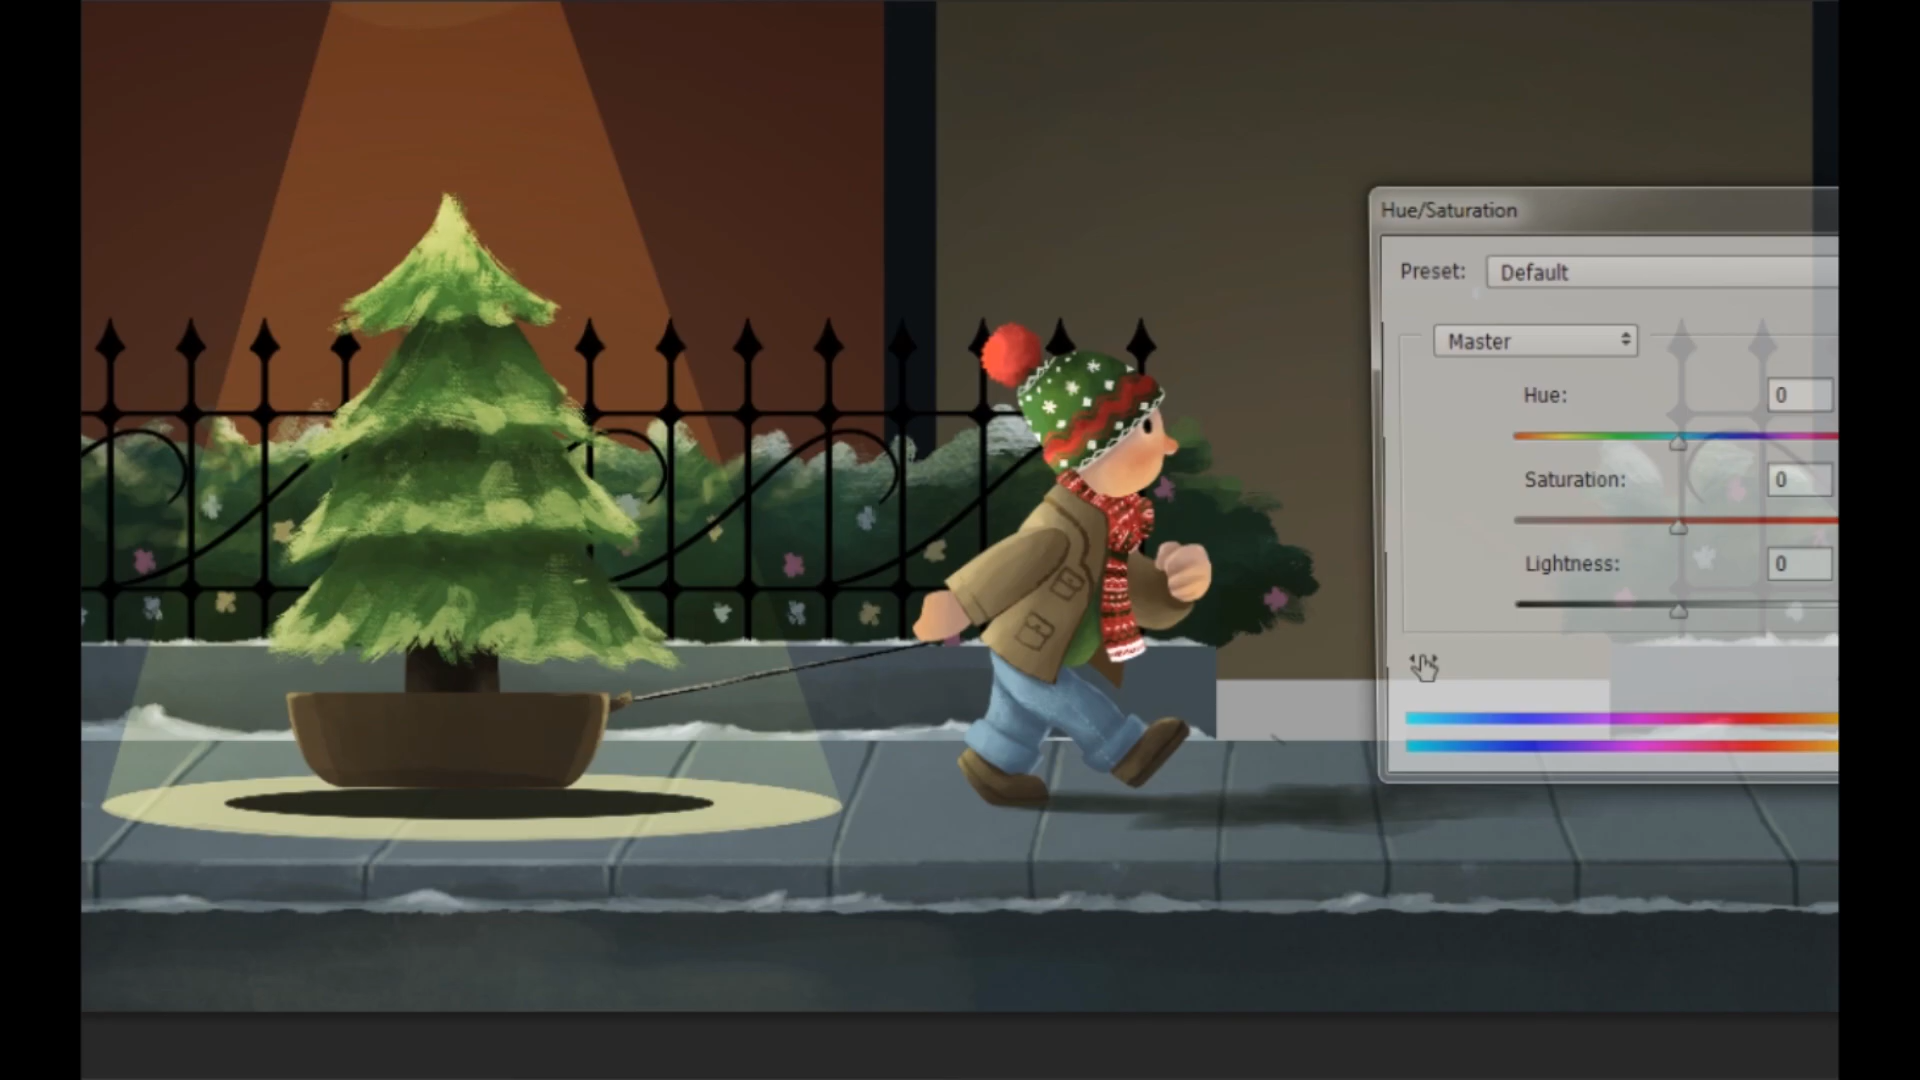 Hue/Saturation
Preset: Default
Master
Hue: 0
Saturation: 0
Lightness: 0